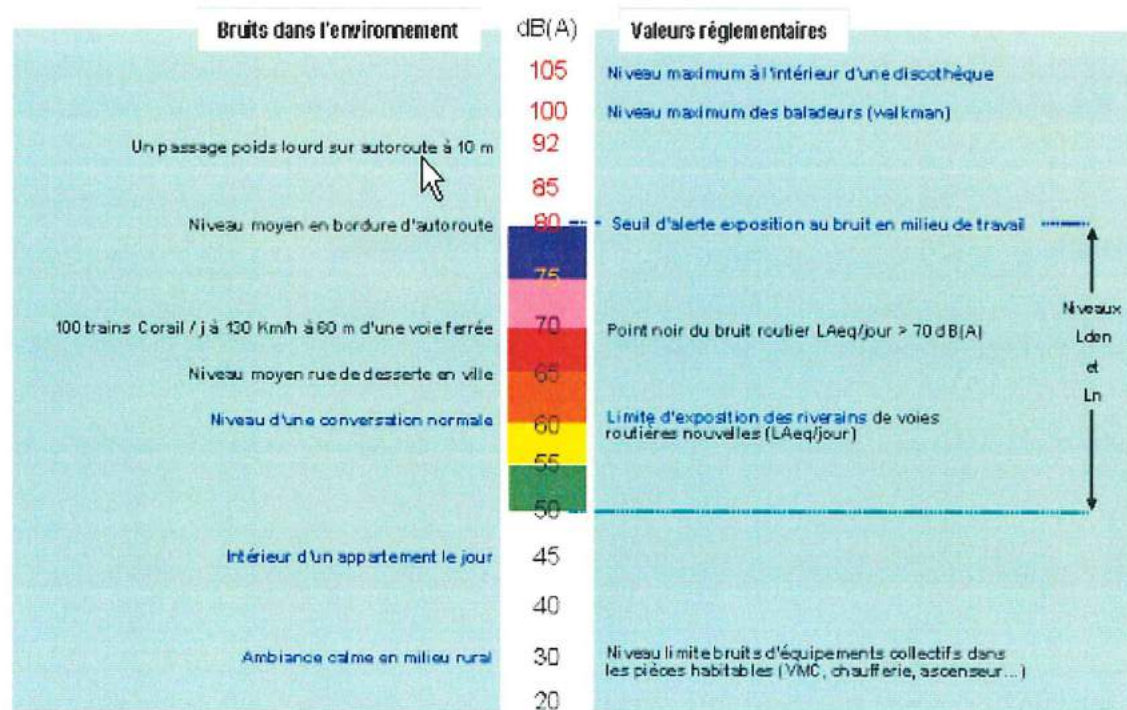 Bruits dans l'environnement dB(A) Valeurs réglementaires
105 Niveau maximum à l'intérieur d'une discothèque
100 Niveau maximum des baladeurs (walkman)
Un passage poids lourd sur autoroute à 10 m 92
85
Niveau moyen en bordure d'autoroute 80 Seuil d'alerte exposition au bruit en milieu de travail
75
Niveaux
Lden
et
Ln
100 trains Corail / j à 130 Km/h à 60 m d'une voie ferrée 70 Point noir du bruit routier LAeq/jour > 70 dB(A)
Niveau moyen rue de desserte en ville 65
Niveau d'une conversation normale 60 Limite d'exposition des riverains de voies
routières nouvelles (LAeq/jour)
55
50
Intérieur d'un appartement le jour 45
40
Ambiance calme en milieu rural 30 Niveau limite bruits d'équipements collectifs dans
les pièces habitables (VMC, chaufferie, ascenseur...)
20